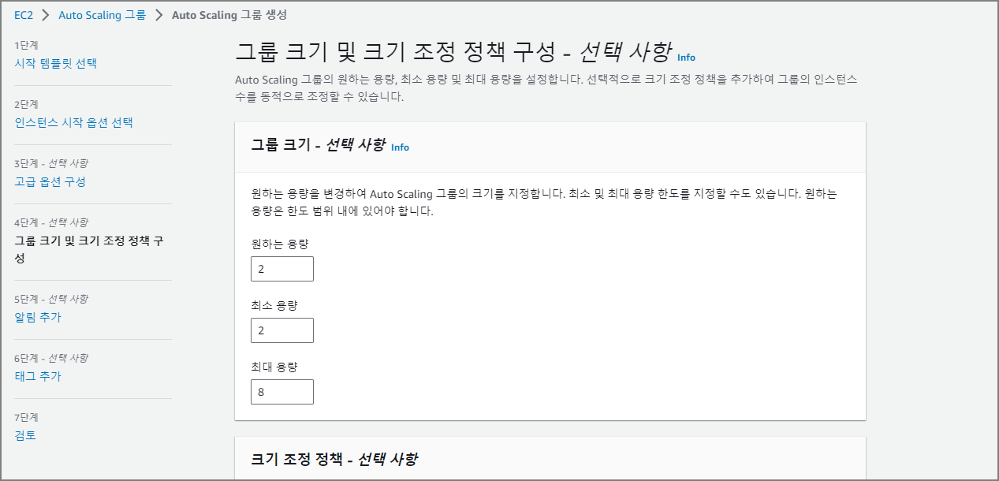 EC2 > Auto Scaling 그룹 > Auto Scaling 그룹 생성
1단계
시작 템플릿 선택
2단계
인스턴스 시작 옵션 선택
3단계 - 선택 사항
고급 옵션 구성
4단계 - 선택 사항
그룹 크기 및 크기 조정 정책 구
성
5단계 - 선택 사항
알림 추가
6단계 - 선택 사항
태그 추가
7단계
검토
그룹 크기 및 크기 조정 정책 구성 - 선택 사항 Info
Auto Scaling 그룹의 원하는 용량, 최소 용량 및 최대 용량을 설정합니다. 선택적으로 크기 조정 정책을 추가하여 그룹의 인스턴스
수를 동적으로 조정할 수 있습니다.
그룹 크기 - 선택 사항 Info
원하는 용량을 변경하여 Auto Scaling 그룹의 크기를 지정합니다. 최소 및 최대 용량 한도를 지정할 수도 있습니다. 원하는
용량은 한도 범위 내에 있어야 합니다.
원하는 용량
2
최소 용량
2
최대 용량
8
크기 조정 정책 - 선택 사항